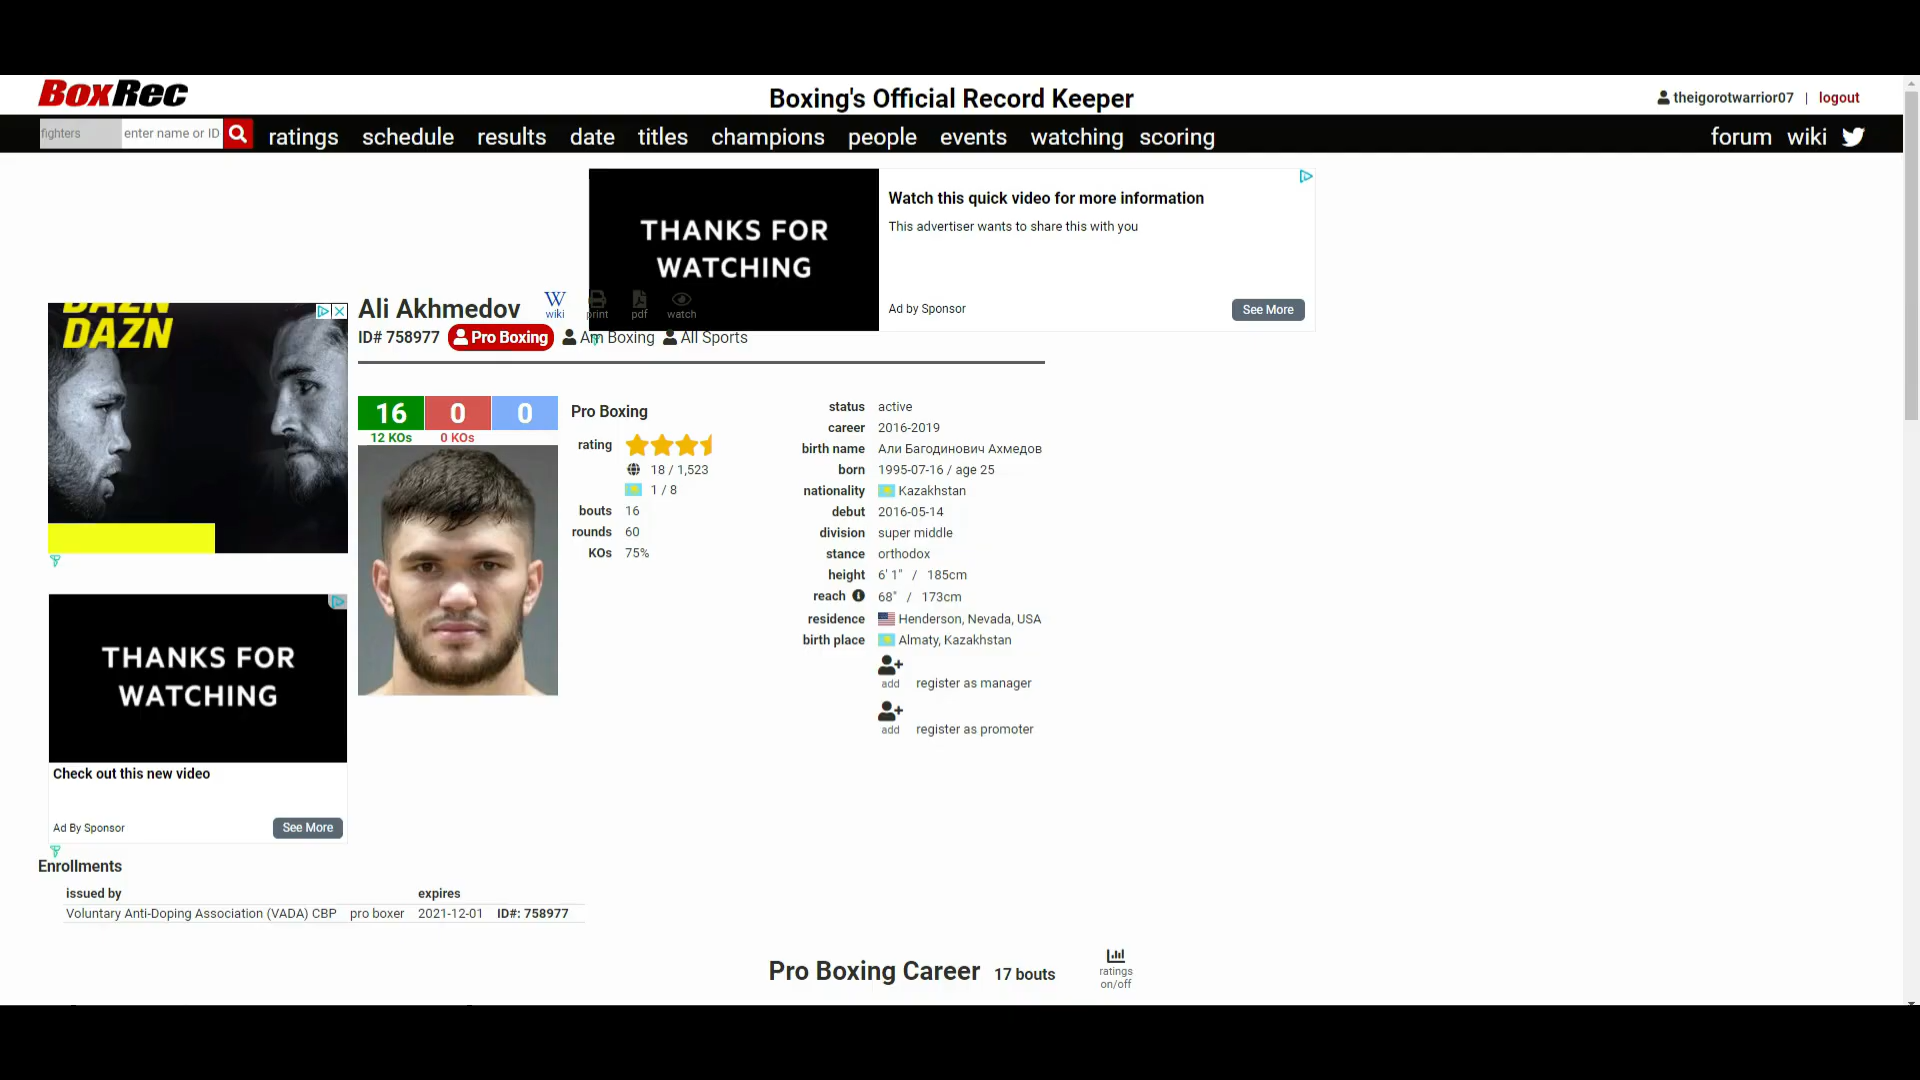 BoxRec
Boxing's Official Record Keeper
theigorotwarrior07 | logout
fighters enter name or ID ratings schedule results date titles champions people events watching scoring forum wiki
THANKS FOR
WATCHING
Watch this quick video for more information
This advertiser wants to share this with you
Ad by Sponsor See More
DAZN
DAZN
Ali Akhmedov
W
wiki print pdf watch
ID# 758977 Pro Boxing Am Boxing All Sports
16 0 0
12 KOs 0 KOs
Pro Boxing
rating
18 / 1,523
1 / 8
bouts 16
rounds 60
KOs 75%
status active
career 2016-2019
birth name Али Багодинович Ахмедов
born 1995-07-16 / age 25
nationality Kazakhstan
debut 2016-05-14
division super middle
stance orthodox
height 6' 1" / 185cm
reach 68" / 173cm
residence Henderson, Nevada, USA
birth place Almaty, Kazakhstan
add register as manager
add register as promoter
THANKS FOR
WATCHING
Check out this new video
Ad By Sponsor See More
Enrollments
issued by expires
Voluntary Anti-Doping Association (VADA) CBP pro boxer 2021-12-01 ID#: 758977
Pro Boxing Career 17 bouts
ratings
on/off